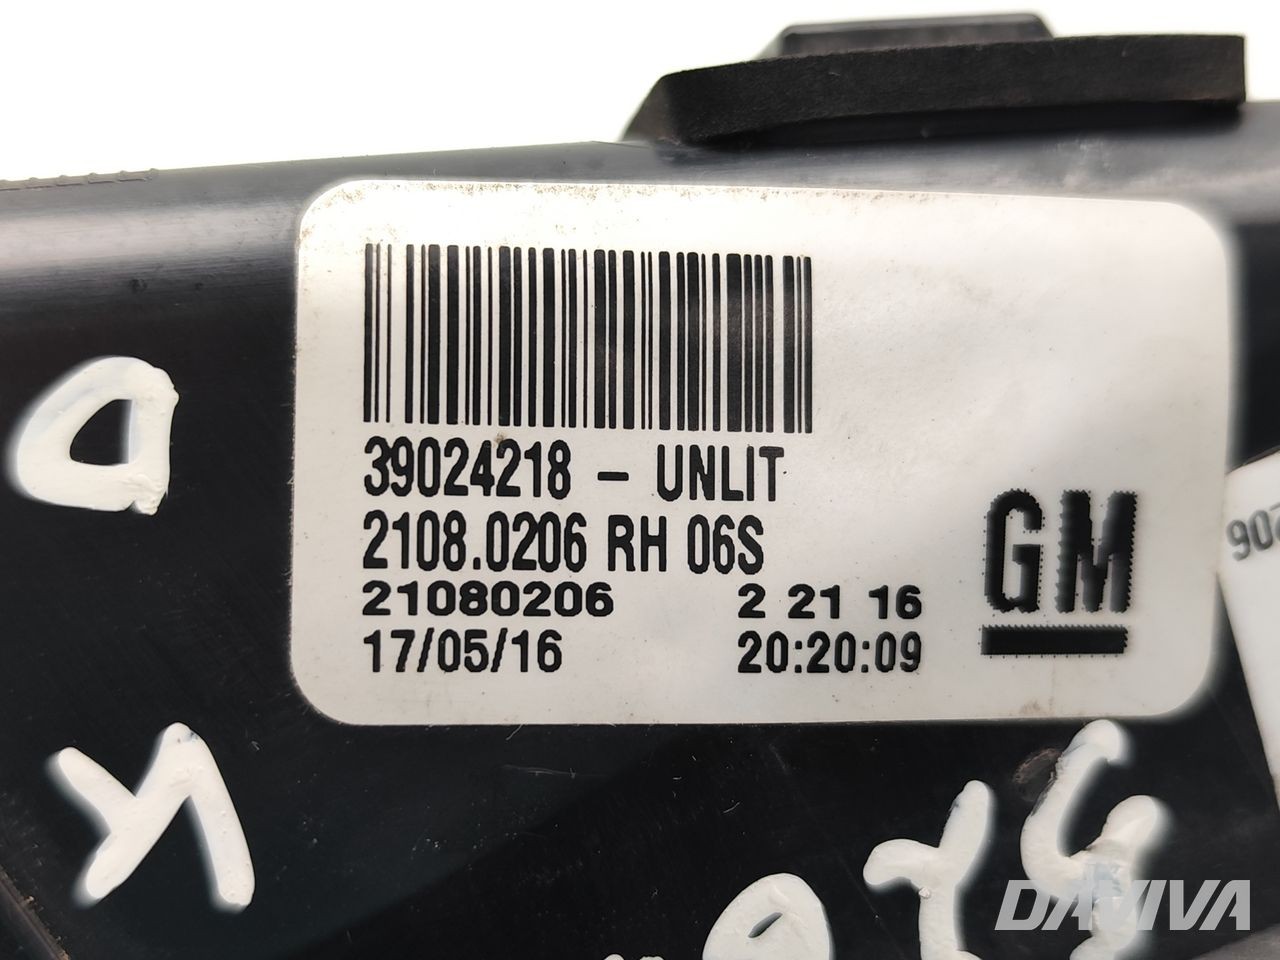 39024218 - UNLIT
2108.0206 RH 06S
21080206 2 21 16
17/05/16 20:20:09
GM
D
K
DAVIVA